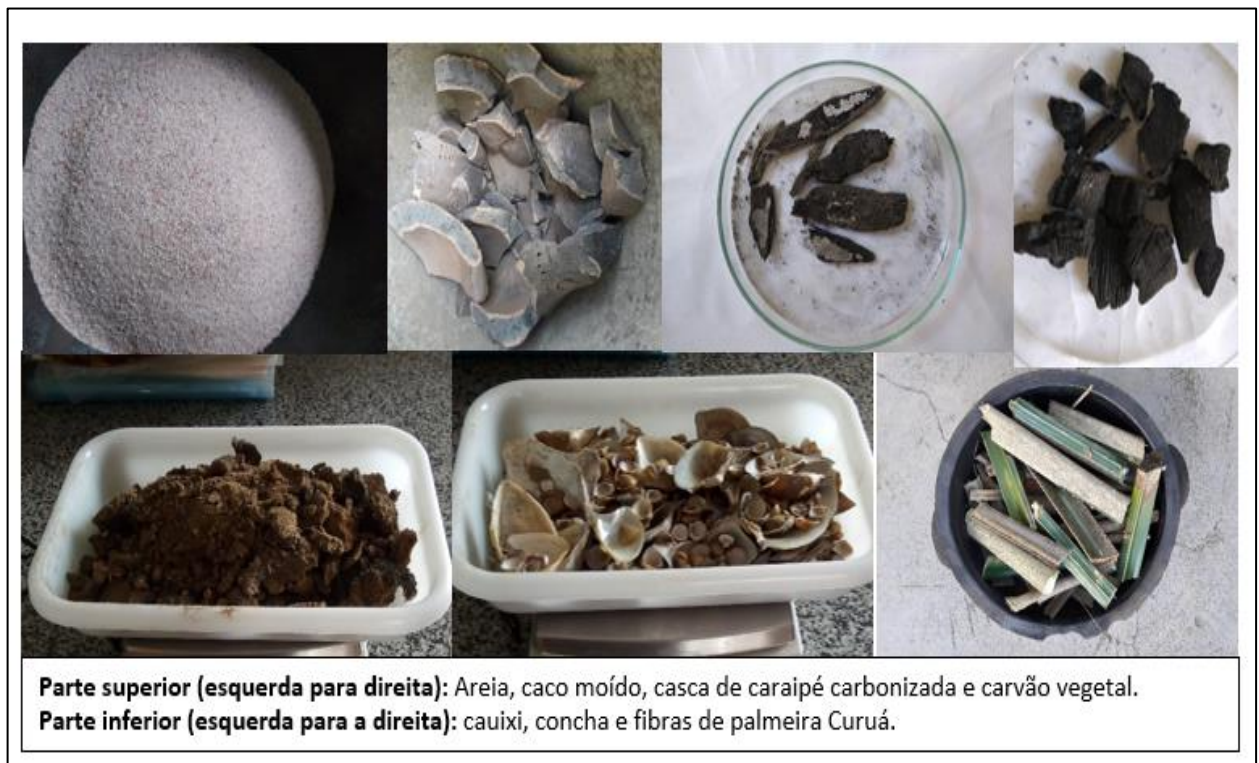 Parte superior (esquerda para direita): Areia, caco moído, casca de caraipé carbonizada e carvão vegetal.
Parte inferior (esquerda para a direita): cauixi, concha e fibras de palmeira Curuá.